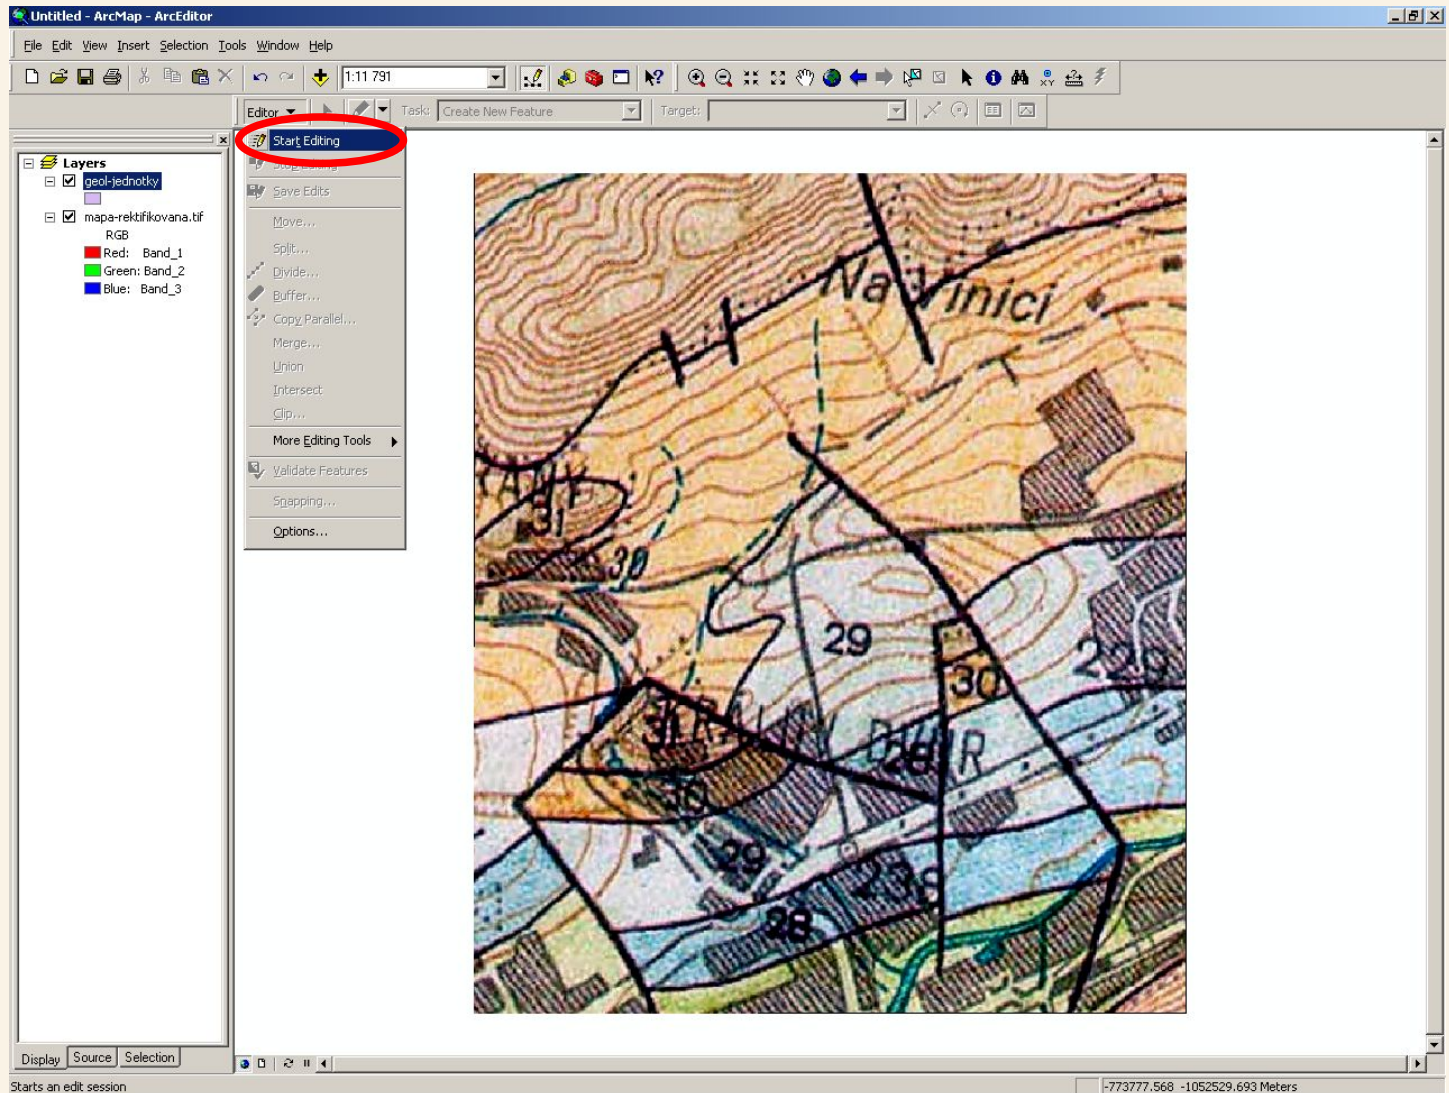 Untitled - ArcMap - ArcEditor
File Edit View Insert Selection Tools Window Help
1:11 791
Editor Task: Create New Feature Target:
Start Editing
Stop Editing
Save Edits
Move...
Split...
Divide...
Buffer...
Copy Parallel...
Merge...
Union
Intersect
Clip...
More Editing Tools
Validate Features
Snapping...
Options...
Layers
geol-jednotky
mapa-rektifikovana.tif
RGB
Red: Band_1
Green: Band_2
Blue: Band_3
Na Vinici
31
30
29
30
31
30
29
28
Display Source Selection
Starts an edit session
-773777.568 -1052529.693 Meters